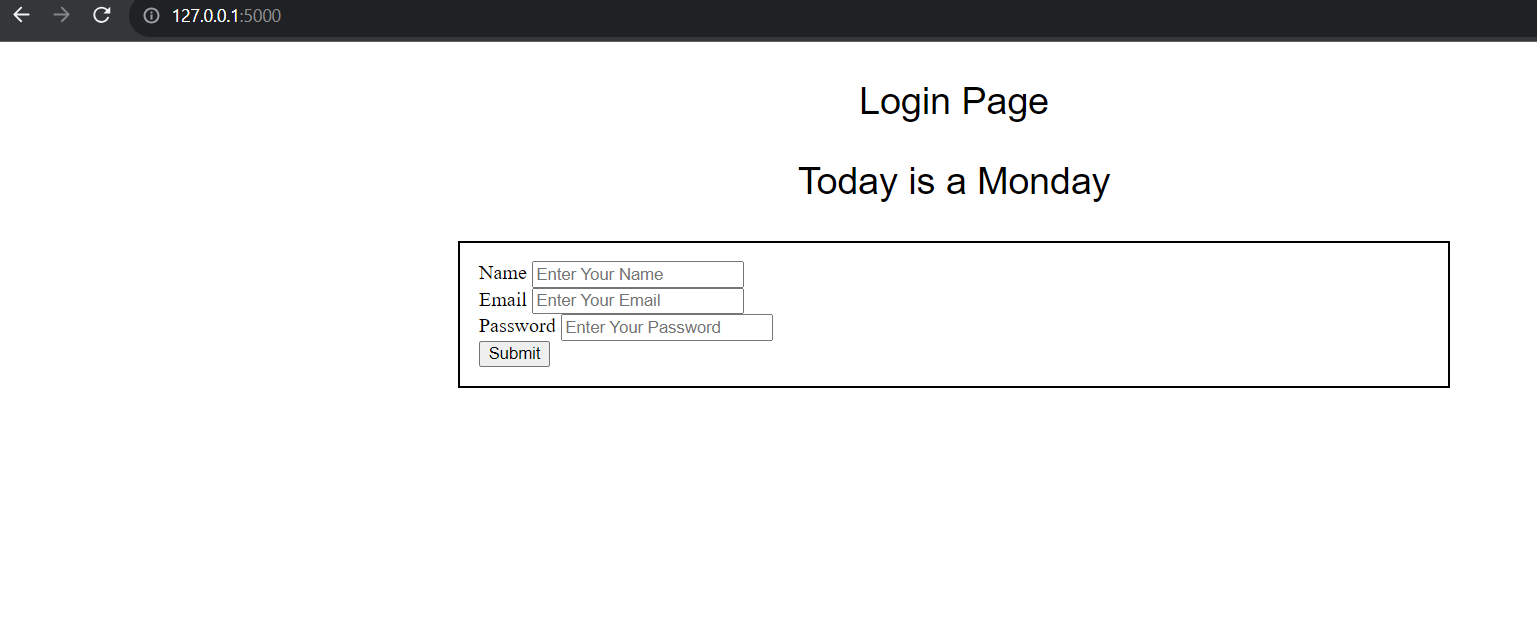 127.0.0.1:5000
Login Page
Today is a Monday
Name Enter Your Name
Email Enter Your Email
Password Enter Your Password
Submit